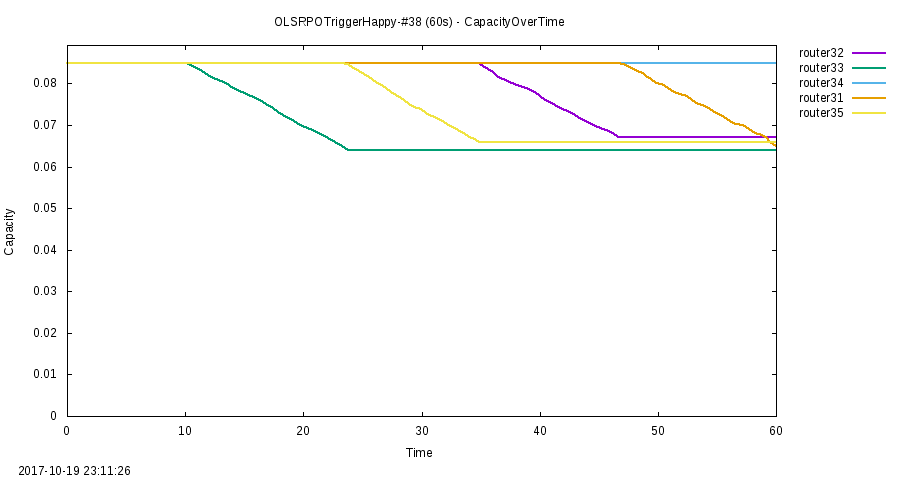 OLSRPOTriggerHappy-#38 (60s) - CapacityOverTime
router32
router33
router34
router31
router35
0.08
0.07
0.06
0.05
0.04
0.03
0.02
0.01
0
Capacity
0 10 20 30 40 50 60
Time
2017-10-19 23:11:26